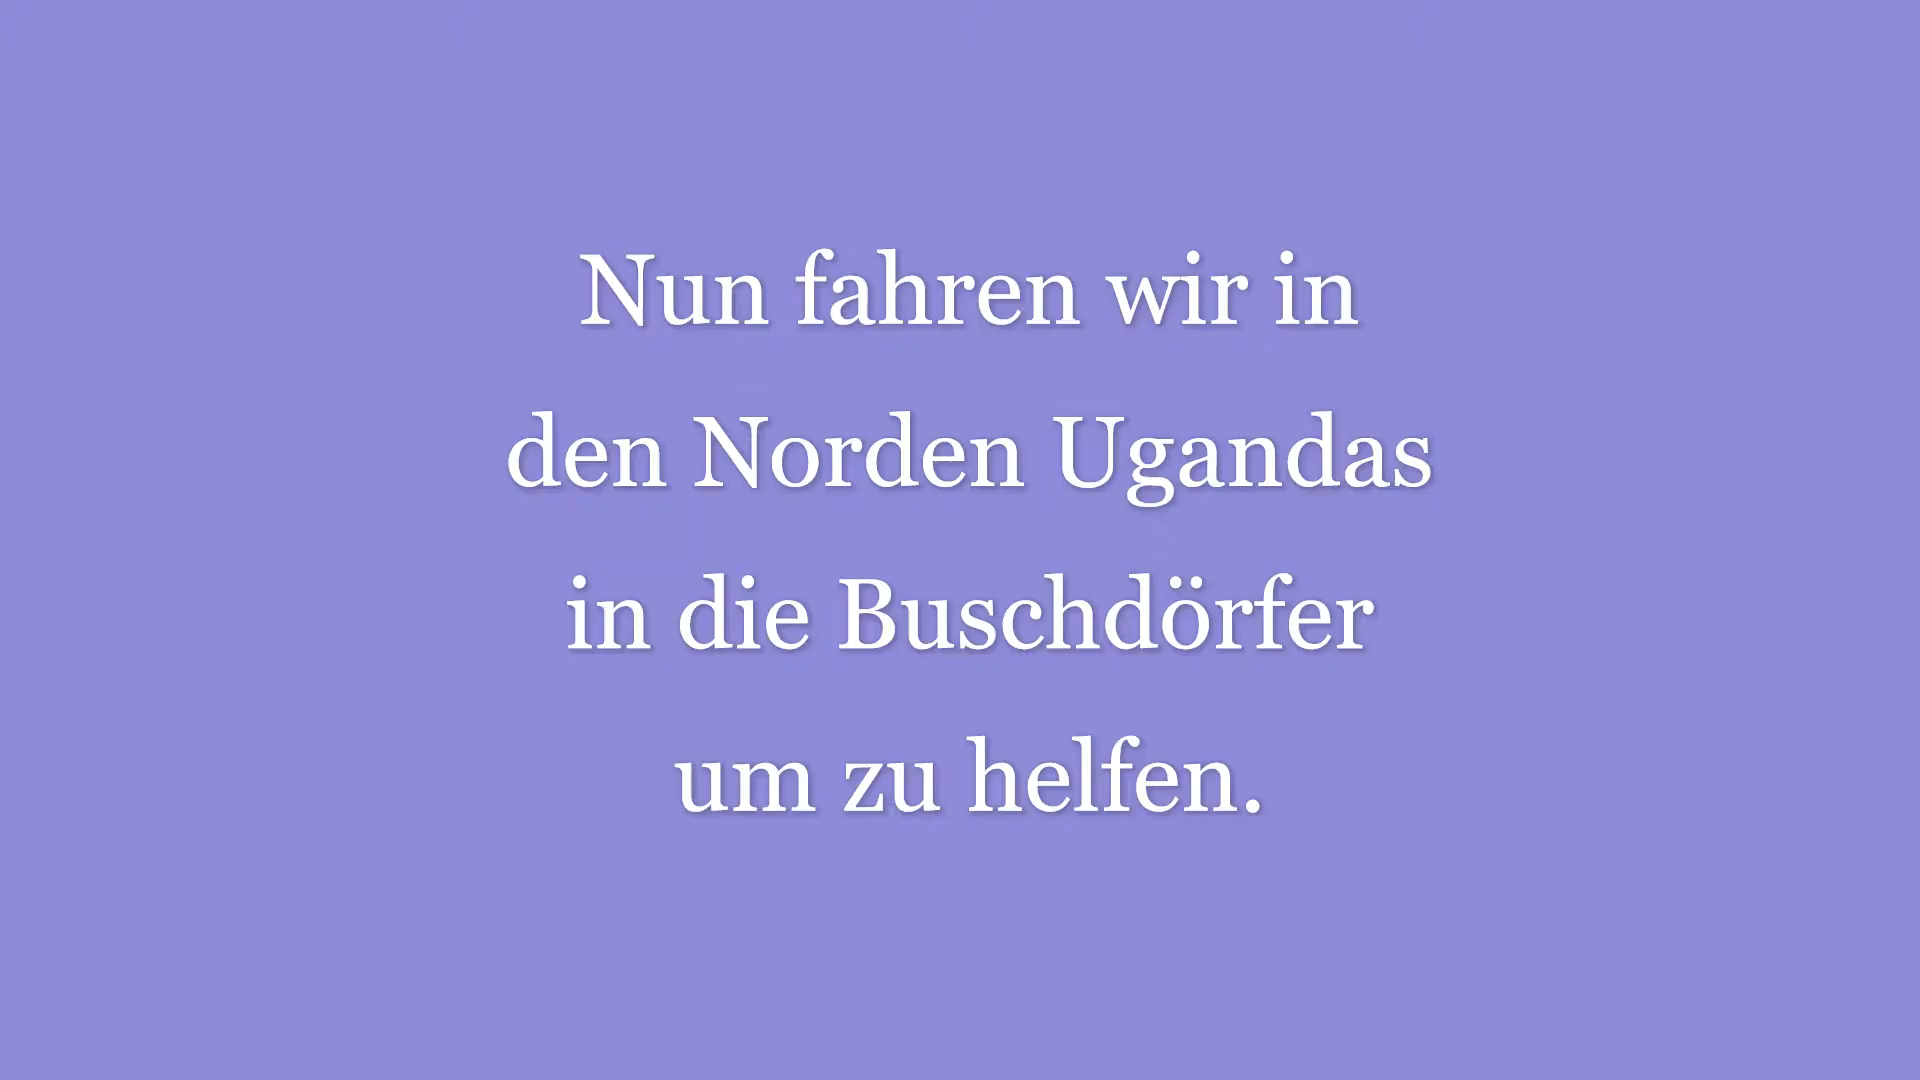 Nun fahren wir in
den Norden Ugandas
in die Buschdörfer
um zu helfen.